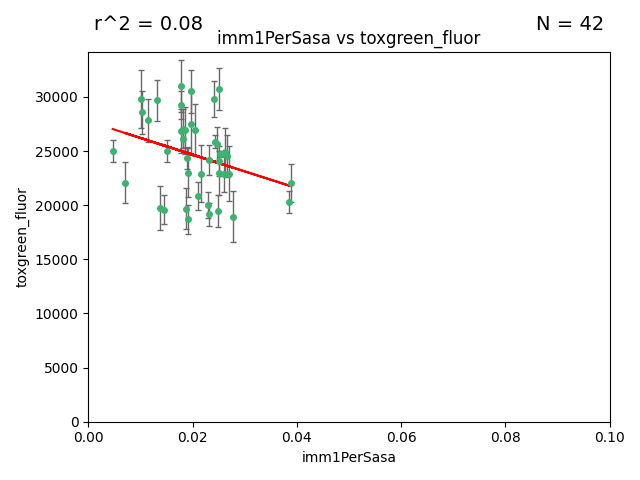 r^2 = 0.08
N = 42
imm1PerSasa vs toxgreen_fluor
toxgreen_fluor
30000
25000
20000
15000
10000
5000
0
0.00
0.02
0.04
0.06
0.08
0.10
imm1PerSasa